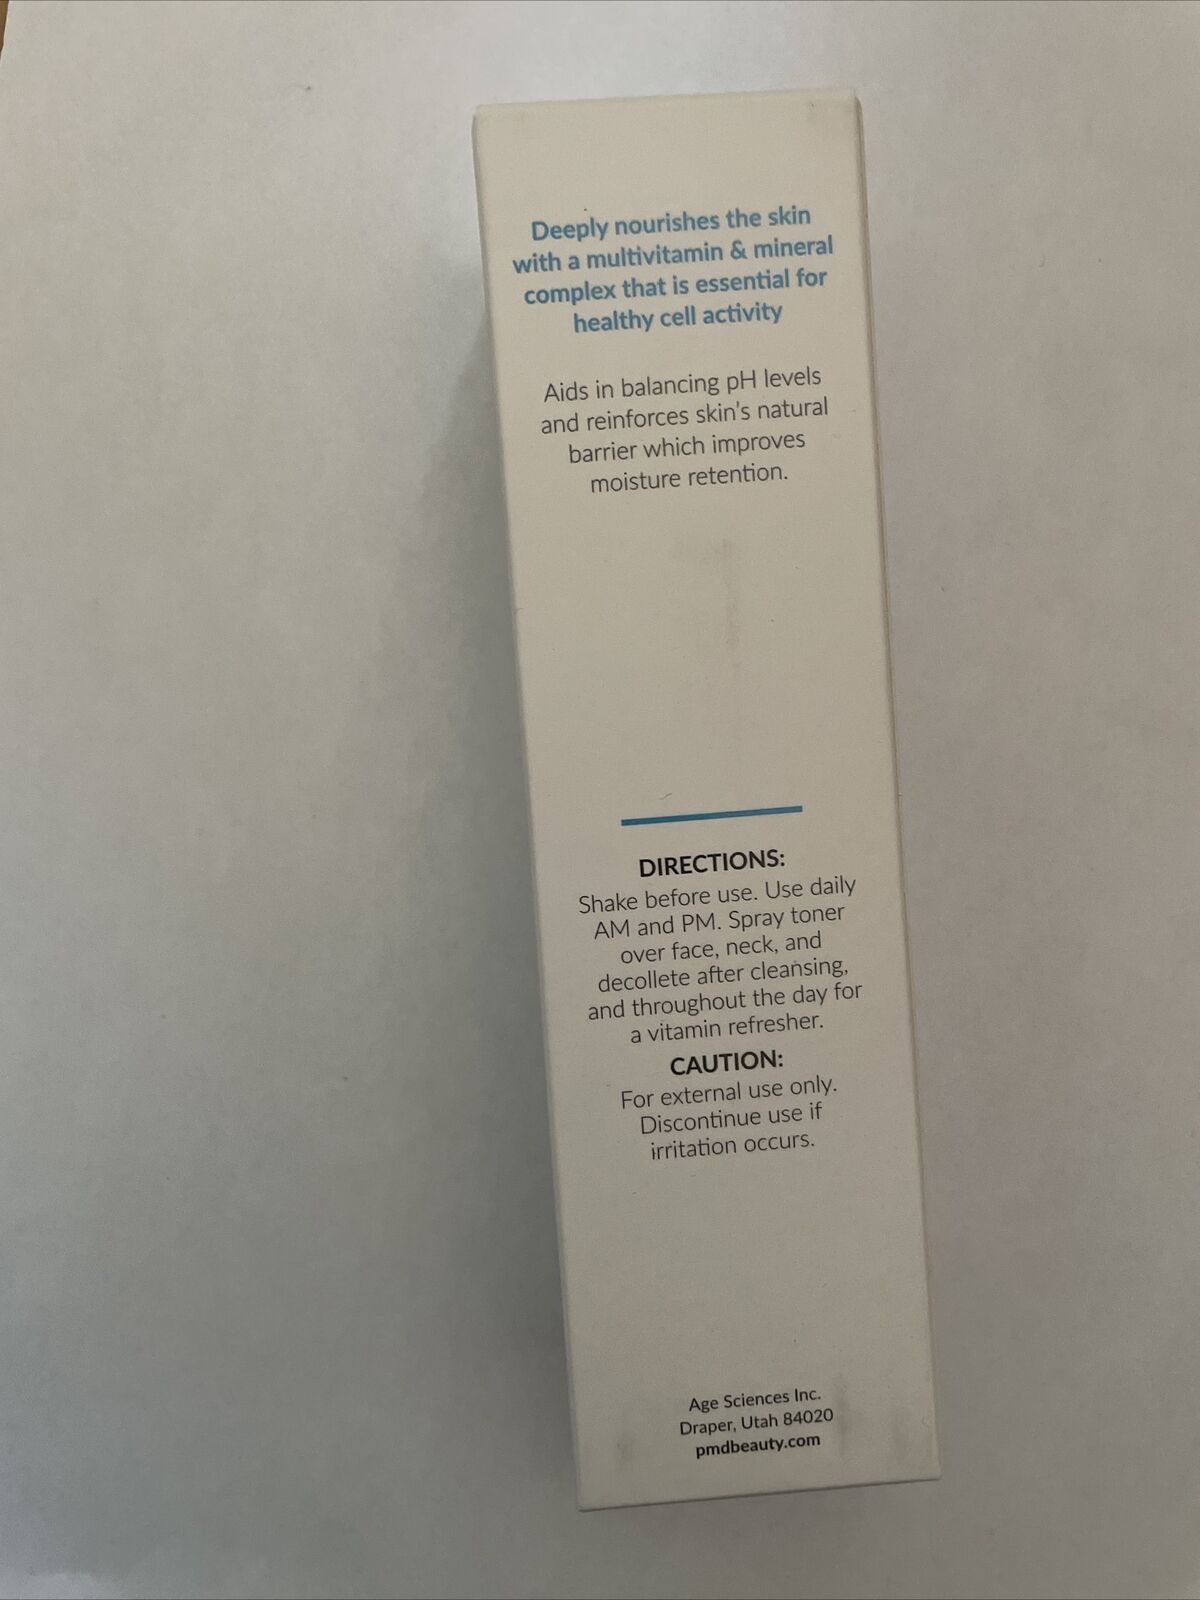 Deeply nourishes the skin
with a multivitamin & mineral
complex that is essential for
healthy cell activity
Aids in balancing pH levels
and reinforces skin's natural
barrier which improves
moisture retention.
DIRECTIONS:
Shake before use. Use daily
AM and PM. Spray toner
over face, neck, and
decollete after cleansing,
and throughout the day for
a vitamin refresher.
CAUTION:
For external use only.
Discontinue use if
irritation occurs.
Age Sciences Inc.
Draper, Utah 84020
pmdbeauty.com